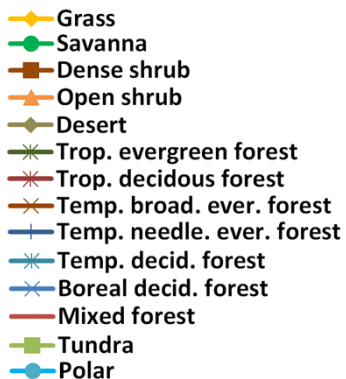 Grass
Savanna
Dense shrub
Open shrub
Desert
Trop. evergreen forest
Trop. decidous forest
Temp. broad. ever. forest
Temp. needle. ever. forest
Temp. decid. forest
Boreal decid. forest
Mixed forest
Tundra
Polar